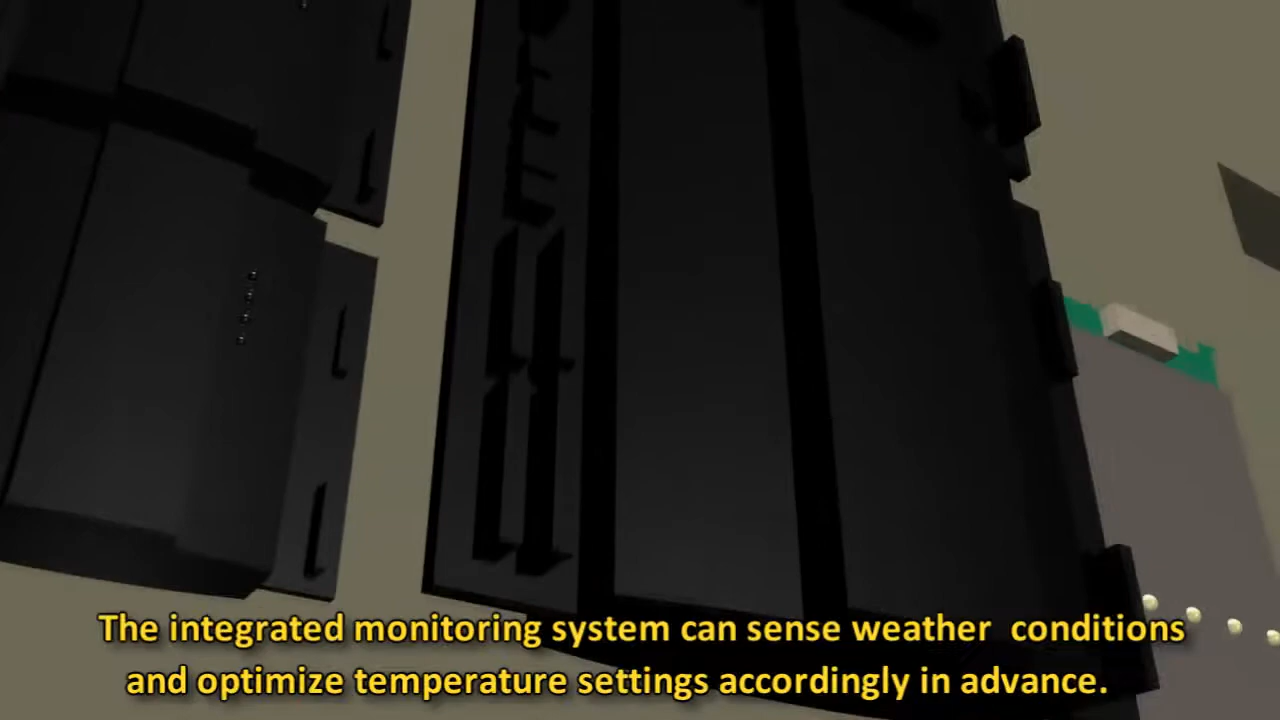 The integrated monitoring system can sense weather  conditions
and optimize temperature settings accordingly in advance.